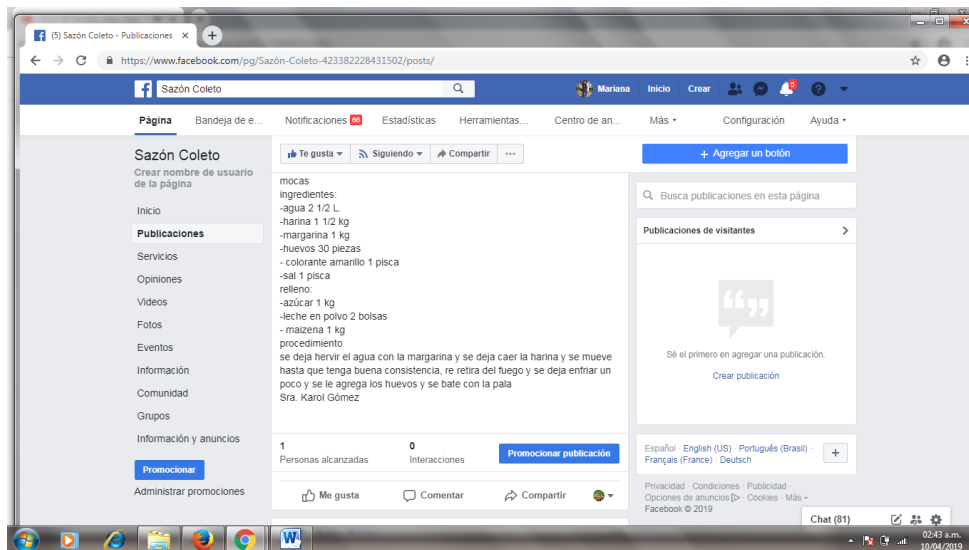 (5) Sazón Coleto - Publicaciones
https://www.facebook.com/pg/Sazón-Coleto-423382228431502/posts/
Sazón Coleto
Mariana
Inicio
Crear
5
Página
Bandeja de e...
Notificaciones 66
Estadísticas
Herramientas...
Centro de an...
Más
Configuración
Ayuda
Sazón Coleto
Crear nombre de usuario
de la página
Inicio
Publicaciones
Servicios
Opiniones
Videos
Fotos
Eventos
Información
Comunidad
Grupos
Información y anuncios
Promocionar
Administrar promociones
Te gusta
Siguiendo
Compartir
mocas
ingredientes:
-agua 2 1/2 L.
-harina 1 1/2 kg
-margarina 1 kg
-huevos 30 piezas
- colorante amarillo 1 pisca
-sal 1 pisca
relleno:
-azúcar 1 kg
-leche en polvo 2 bolsas
- maizena 1 kg
procedimiento
se deja hervir el agua con la margarina y se deja caer la harina y se mueve
hasta que tenga buena consistencia, re retira del fuego y se deja enfriar un
poco y se le agrega los huevos y se bate con la pala
Sra. Karol Gómez
1
Personas alcanzadas
0
Interacciones
Promocionar publicación
Me gusta
Comentar
Compartir
+ Agregar un botón
Busca publicaciones en esta página
Publicaciones de visitantes
Sé el primero en agregar una publicación.
Crear publicación
Español · English (US) · Português (Brasil) ·
Français (France) · Deutsch
Privacidad · Condiciones · Publicidad ·
Opciones de anuncios · Cookies · Más
Facebook © 2019
Chat (81)
02:43 a.m.
10/04/2019